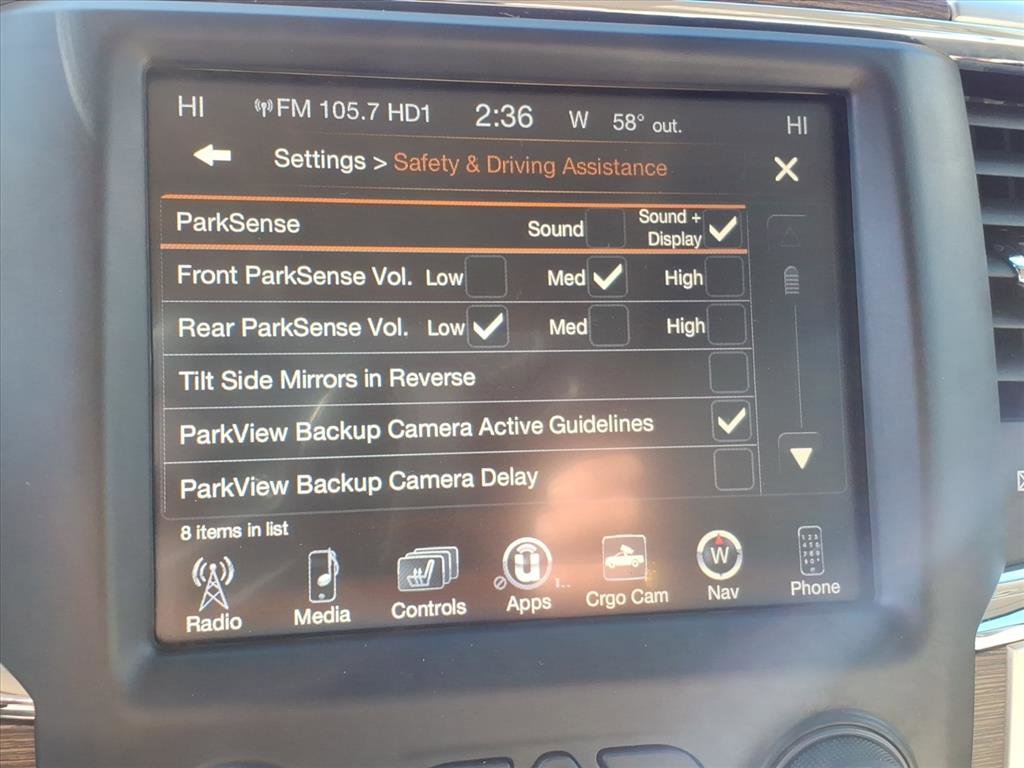 HI FM 105.7 HD1 2:36 W 58° out. HI
Settings > Safety & Driving Assistance
ParkSense Sound Sound + Display
Front ParkSense Vol. Low Med High
Rear ParkSense Vol. Low Med High
Tilt Side Mirrors in Reverse
ParkView Backup Camera Active Guidelines
ParkView Backup Camera Delay
8 items in list
Radio Media Controls Apps Crgo Cam Nav Phone
W